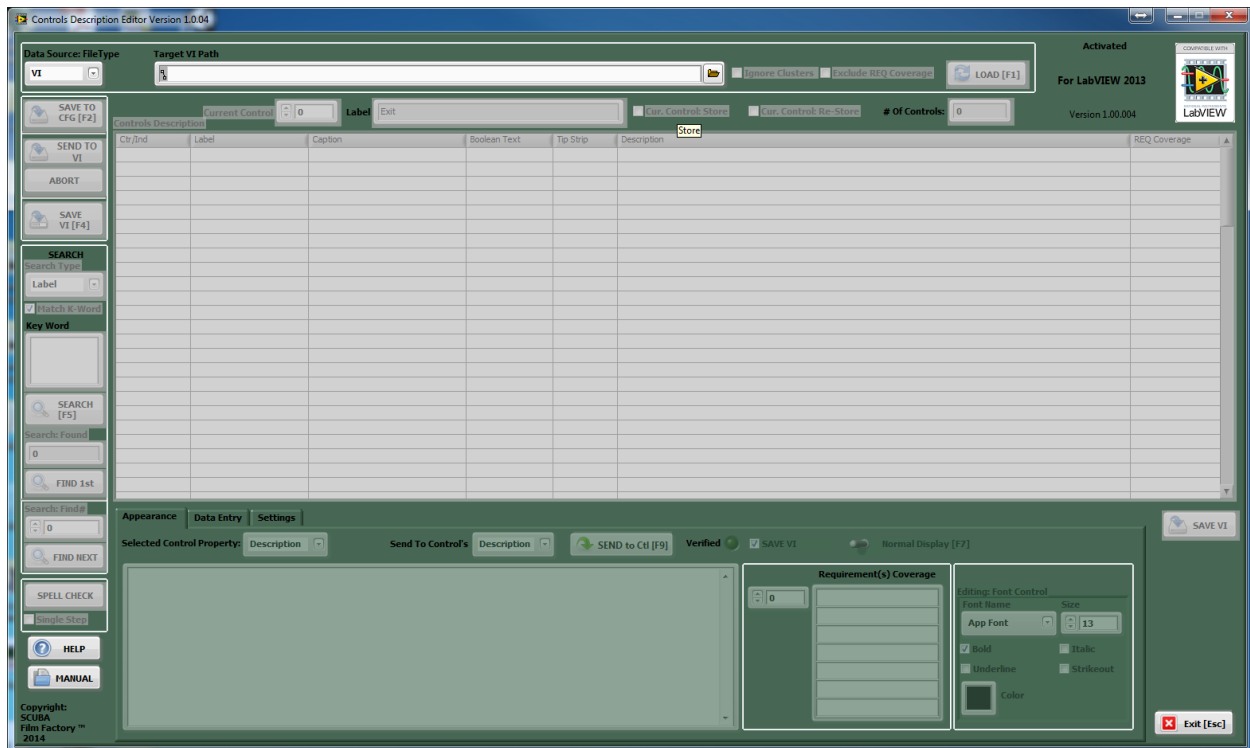 Controls Description Editor Version 1.0.04
Data Source: FileType
Target VI Path
Activated
COMPATIBLE WITH
VI
Ignore Clusters
Exclude REQ Coverage
LOAD [F1]
For LabVIEW 2013
SAVE TO
CFG [F2]
Current Control
0
Label
Exit
Cur. Control: Store
Cur. Control: Re-Store
# Of Controls:
0
Version 1.00.004
LabVIEW
Controls Description
Store
Ctr/Ind
Label
Caption
Boolean Text
Tip Strip
Description
REQ Coverage
SEND TO
VI
ABORT
SAVE
VI [F4]
SEARCH
Search Type
Label
Match K-Word
Key Word
SEARCH
[F5]
Search: Found
0
FIND 1st
Search: Find#
0
FIND NEXT
SPELL CHECK
Single Step
HELP
MANUAL
Copyright:
SCUBA
Film Factory ™
2014
Appearance
Data Entry
Settings
SAVE VI
Selected Control Property:
Description
Send To Control's
Description
SEND to Ctl [F9]
Verified
SAVE VI
Normal Display [F7]
Requirement(s) Coverage
0
Editing: Font Control
Font Name
Size
App Font
13
Bold
Italic
Underline
Strikeout
Color
Exit [Esc]